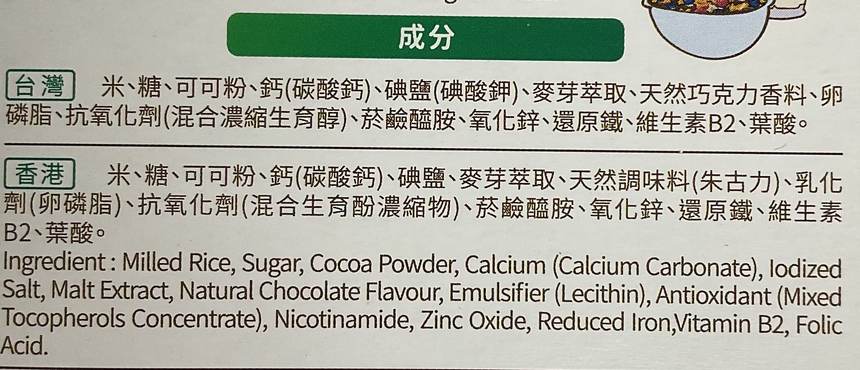 成分
台灣 米、糖、可可粉、鈣(碳酸鈣)、碘鹽(碘酸鉀)、麥芽萃取、天然巧克力香料、卵
磷脂、抗氧化劑(混合濃縮生育醇)、菸鹼醯胺、氧化鋅、還原鐵、維生素B2、葉酸。
香港 米、糖、可可粉、鈣(碳酸鈣)、碘鹽、麥芽萃取、天然調味料(朱古力)、乳化
劑(卵磷脂)、抗氧化劑(混合生育酚濃縮物)、菸鹼醯胺、氧化鋅、還原鐵、維生素
B2、葉酸。
Ingredient : Milled Rice, Sugar, Cocoa Powder, Calcium (Calcium Carbonate), Iodized
Salt, Malt Extract, Natural Chocolate Flavour, Emulsifier (Lecithin), Antioxidant (Mixed
Tocopherols Concentrate), Nicotinamide, Zinc Oxide, Reduced Iron,Vitamin B2, Folic
Acid.